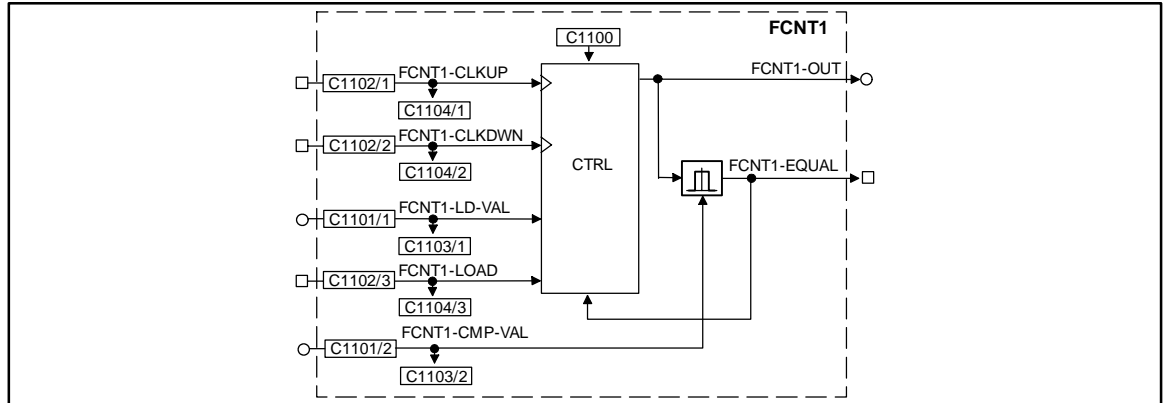 FCNT1
C1100
FCNT1-CLKUP
FCNT1-OUT
C1102/1
C1104/1
FCNT1-CLKDWN
C1102/2
C1104/2
CTRL
FCNT1-EQUAL
FCNT1-LD-VAL
C1101/1
C1103/1
FCNT1-LOAD
C1102/3
C1104/3
FCNT1-CMP-VAL
C1101/2
C1103/2